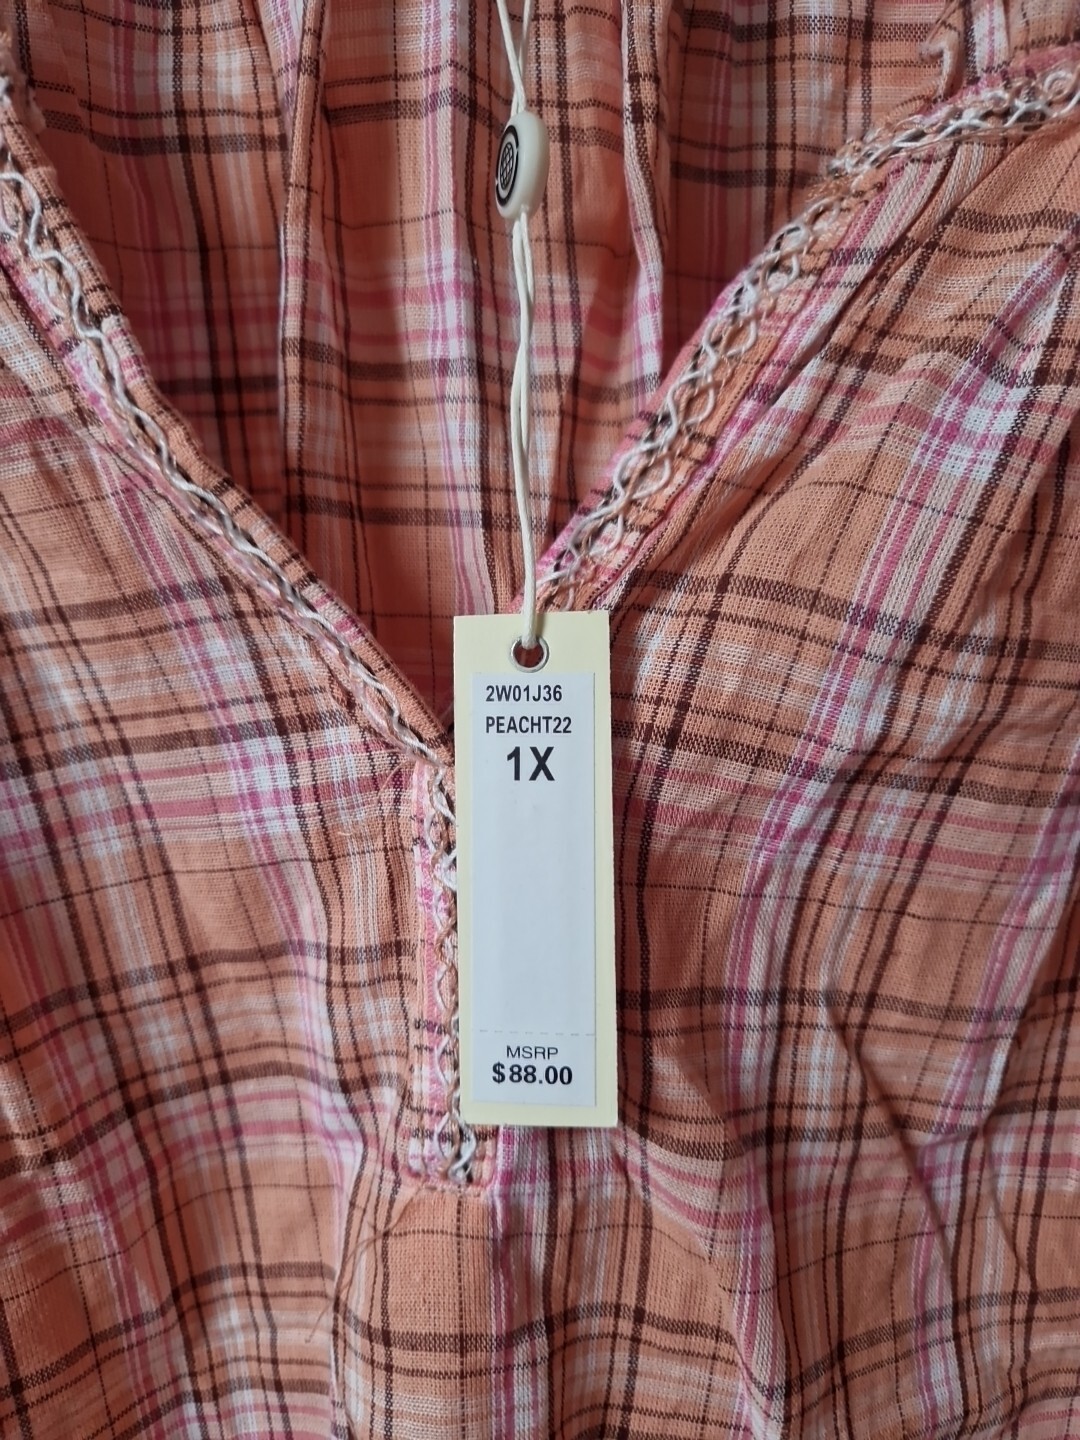 2W01J36
PEACHT22
1X
MSRP
$88.00